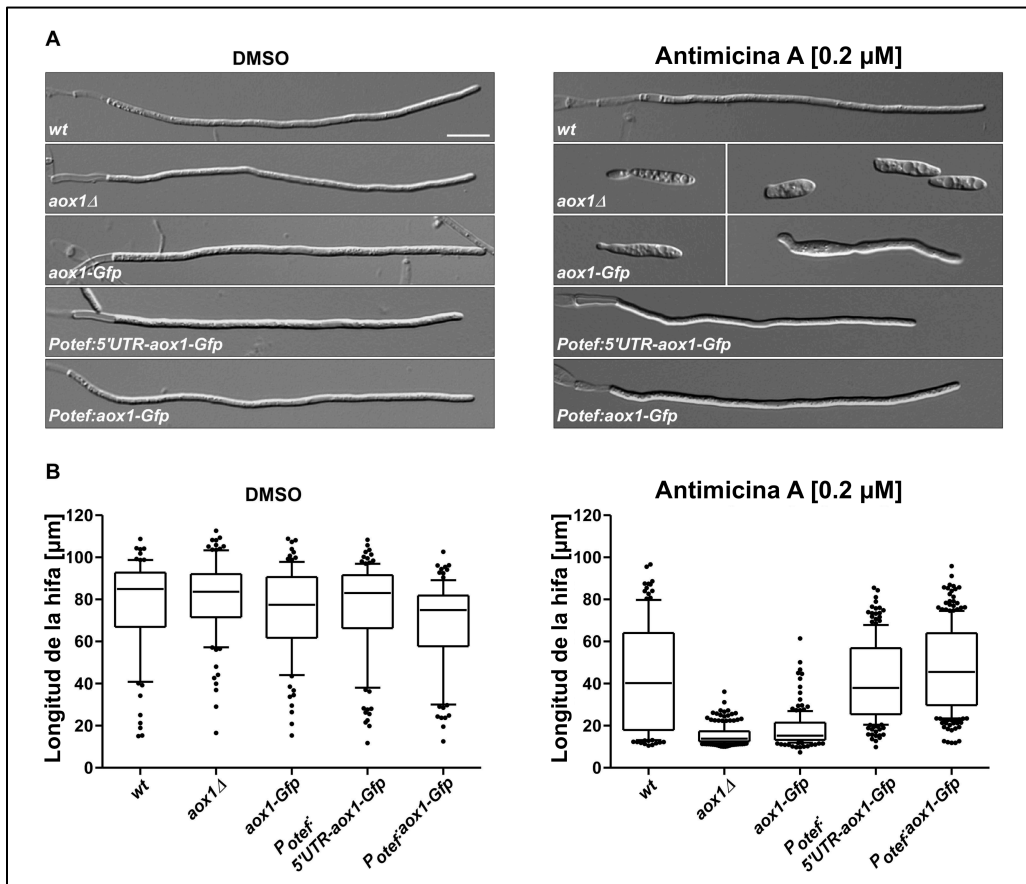 A
DMSO
Antimicina A [0.2 µM]
wt
aox1Δ
aox1-Gfp
Potef:5'UTR-aox1-Gfp
Potef:aox1-Gfp
wt
aox1Δ
aox1-Gfp
Potef:5'UTR-aox1-Gfp
Potef:aox1-Gfp
B
DMSO
Longitud de la hifa [µm]
120
100
80
60
40
20
0
wt
aox1Δ
aox1-Gfp
Potef:
5'UTR-aox1-Gfp
Potef:aox1-Gfp
Antimicina A [0.2 µM]
Longitud de la hifa [µm]
120
100
80
60
40
20
0
wt
aox1Δ
aox1-Gfp
Potef:
5'UTR-aox1-Gfp
Potef:aox1-Gfp